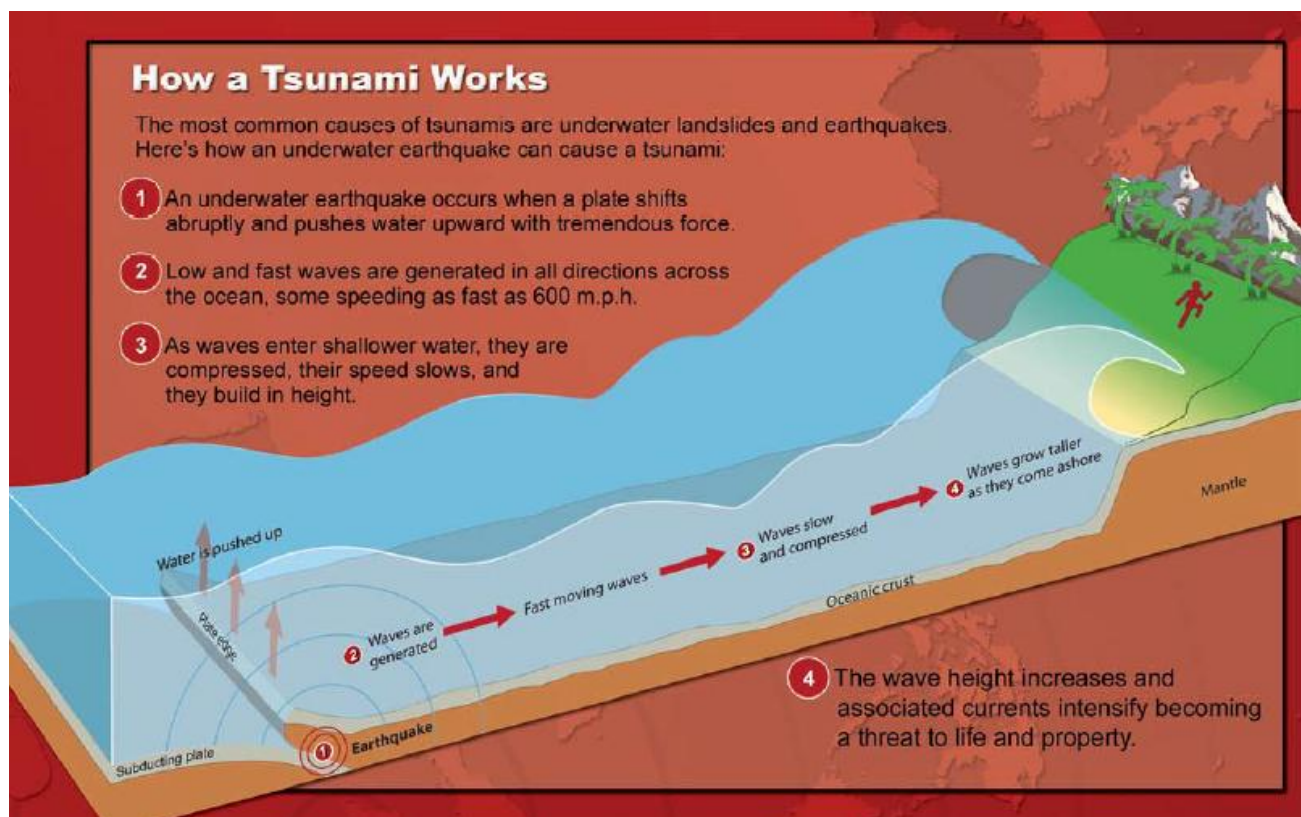 How a Tsunami Works
The most common causes of tsunamis are underwater landslides and earthquakes.
Here's how an underwater earthquake can cause a tsunami:
1 An underwater earthquake occurs when a plate shifts
abruptly and pushes water upward with tremendous force.
2 Low and fast waves are generated in all directions across
the ocean, some speeding as fast as 600 m.p.h.
3 As waves enter shallower water, they are
compressed, their speed slows, and
they build in height.
Water is pushed up
Plate edge
2 Waves are
generated
Fast moving waves
3 Waves slow
and compressed
4 Waves grow taller
as they come ashore
Mantle
Oceanic crust
Subducting plate
1 Earthquake
4 The wave height increases and
associated currents intensify becoming
a threat to life and property.